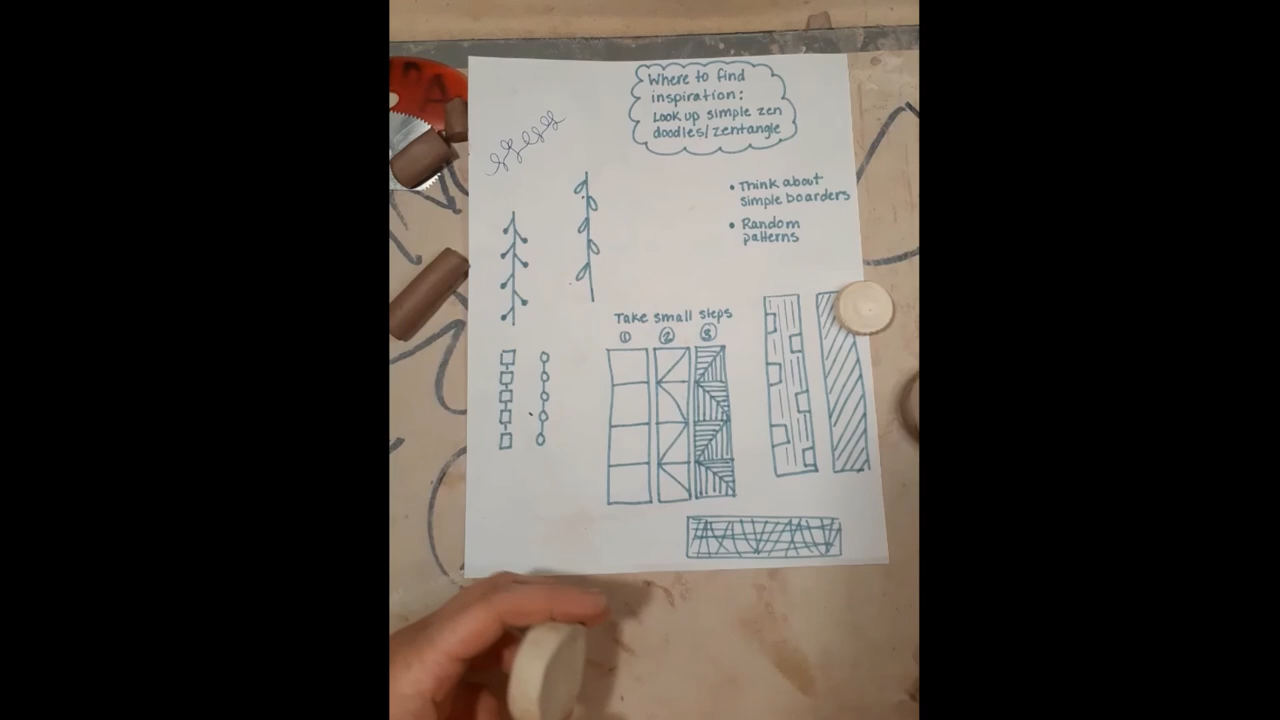 Where to find
inspiration:
Look up simple zen
doodles/zentangle
• Think about
simple boarders
• Random
patterns
Take small steps
1 2 3